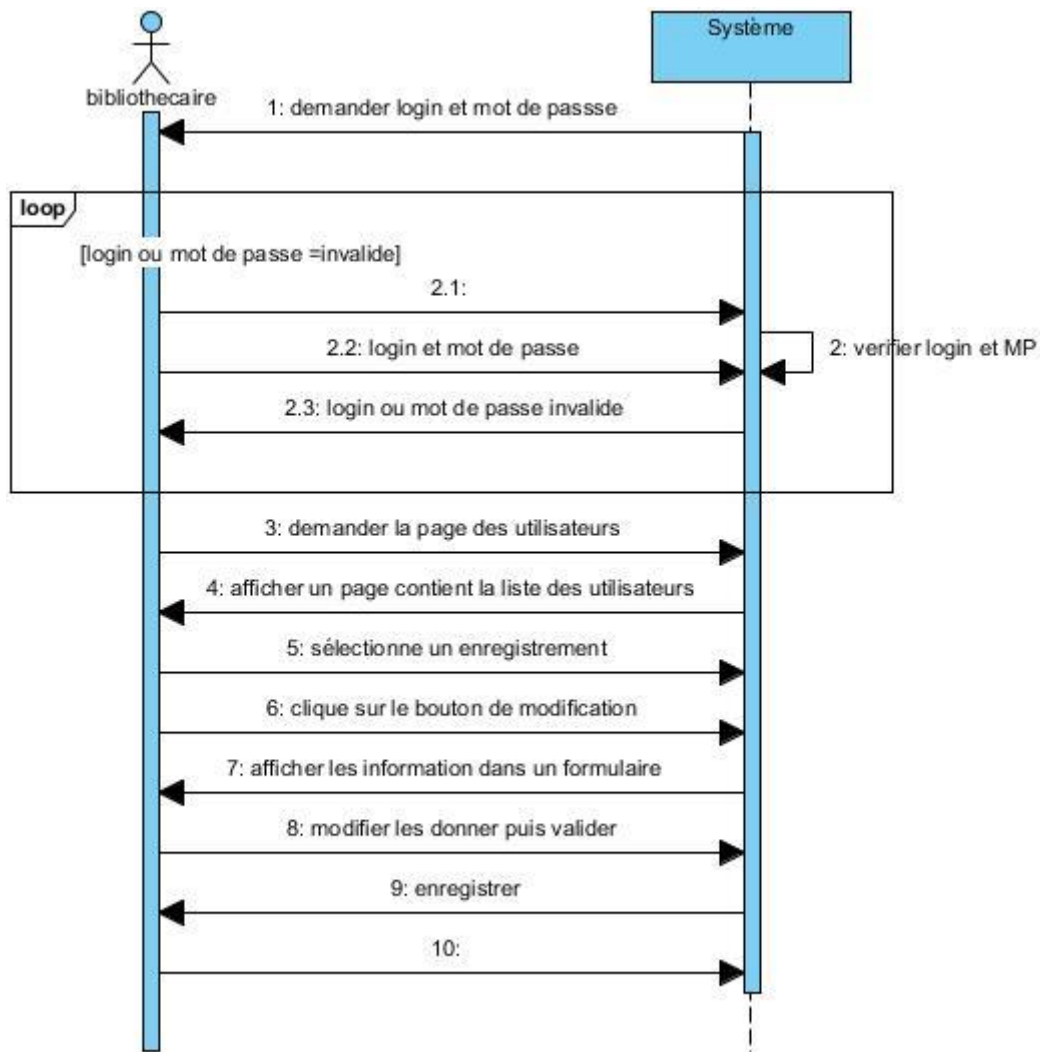 Système
bibliothecaire
1: demander login et mot de passse
loop
[login ou mot de passe =invalide]
2.1:
2.2: login et mot de passe
2: verifier login et MP
2.3: login ou mot de passe invalide
3: demander la page des utilisateurs
4: afficher un page contient la liste des utilisateurs
5: sélectionne un enregistrement
6: clique sur le bouton de modification
7: afficher les information dans un formulaire
8: modifier les donner puis valider
9: enregistrer
10: